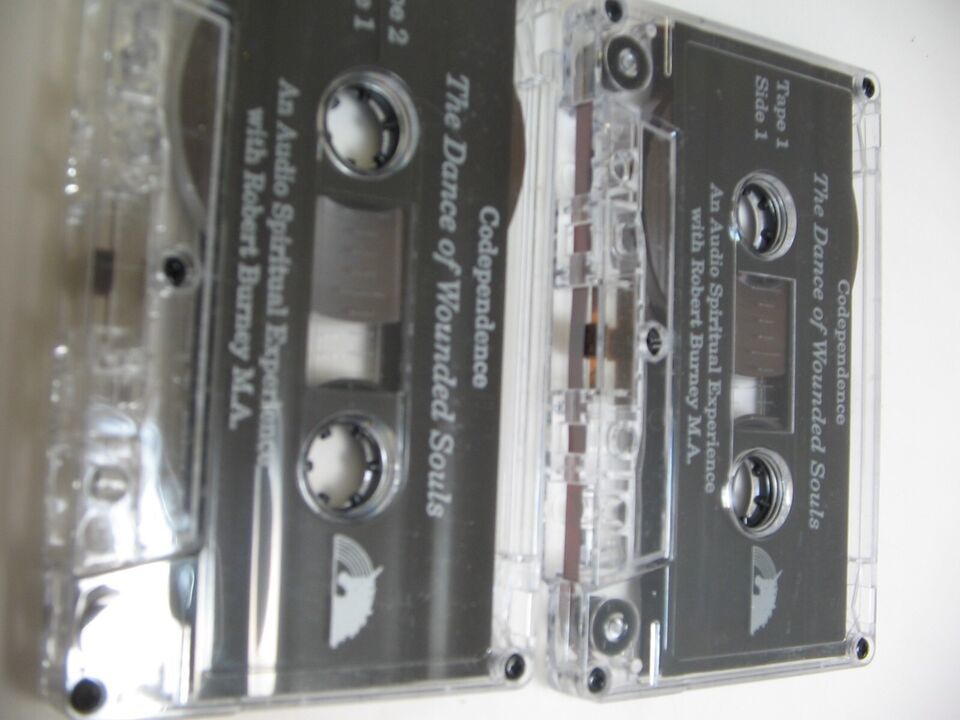 Codependence
The Dance of Wounded Souls
Tape 1
Side 1
An Audio Spiritual Experience
with Robert Burney M.A.
Codependence
The Dance of Wounded Souls
pe 2
e 1
An Audio Spiritual Experience
with Robert Burney M.A.